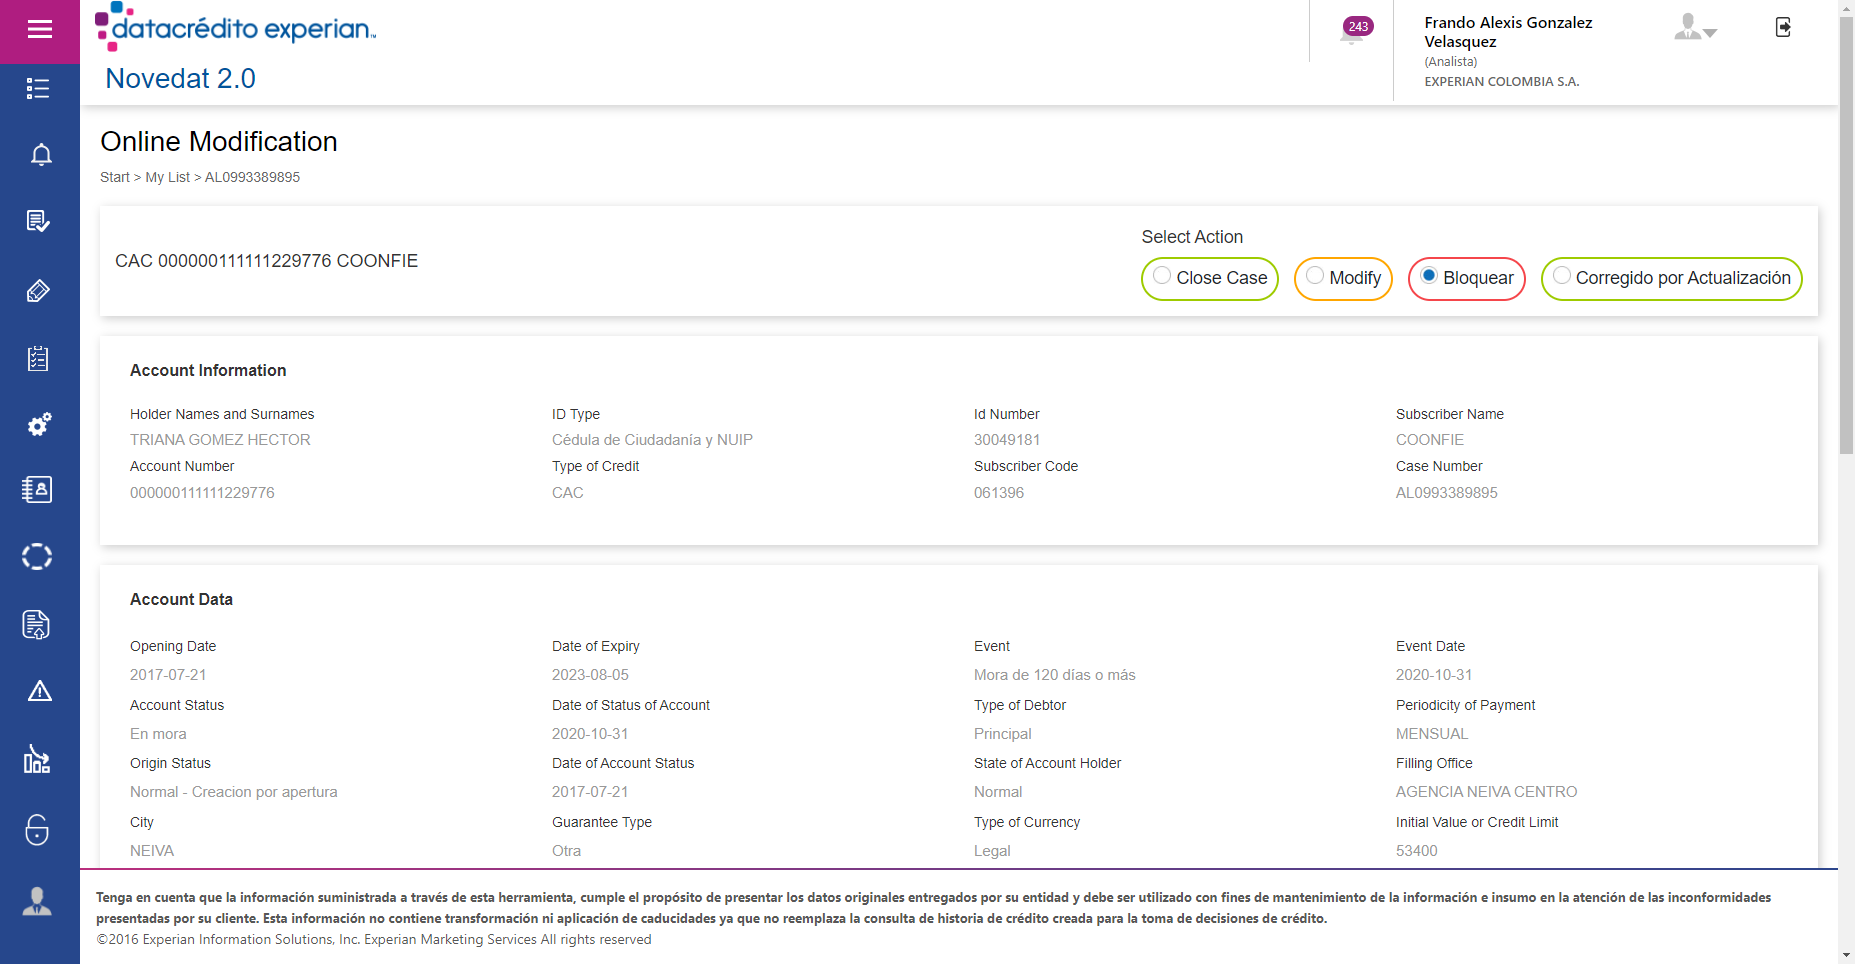 datacrédito experian™
243
Frando Alexis Gonzalez
Velasquez
(Analista)
EXPERIAN COLOMBIA S.A.
Novedat 2.0
Online Modification
Start > My List > AL0993389895
CAC 000000111111229776 COONFIE
Select Action
Close Case Modify Bloquear Corregido por Actualización
Account Information
Holder Names and Surnames ID Type Id Number Subscriber Name
TRIANA GOMEZ HECTOR Cédula de Ciudadanía y NUIP 30049181 COONFIE
Account Number Type of Credit Subscriber Code Case Number
000000111111229776 CAC 061396 AL0993389895
Account Data
Opening Date Date of Expiry Event Event Date
2017-07-21 2023-08-05 Mora de 120 días o más 2020-10-31
Account Status Date of Status of Account Type of Debtor Periodicity of Payment
En mora 2020-10-31 Principal MENSUAL
Origin Status Date of Account Status State of Account Holder Filling Office
Normal - Creacion por apertura 2017-07-21 Normal AGENCIA NEIVA CENTRO
City Guarantee Type Type of Currency Initial Value or Credit Limit
NEIVA Otra Legal 53400
Tenga en cuenta que la información suministrada a través de esta herramienta, cumple el propósito de presentar los datos originales entregados por su entidad y debe ser utilizado con fines de mantenimiento de la información e insumo en la atención de las inconformidades
presentadas por su cliente. Esta información no contiene transformación ni aplicación de caducidades ya que no reemplaza la consulta de historia de crédito creada para la toma de decisiones de crédito.
©2016 Experian Information Solutions, Inc. Experian Marketing Services All rights reserved